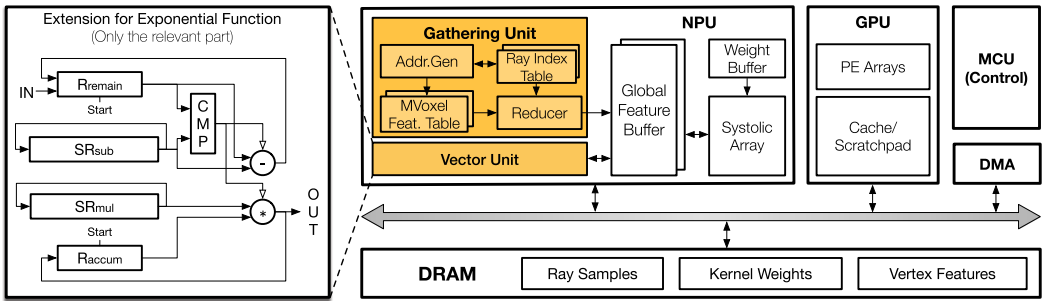 Extension for Exponential Function
(Only the relevant part)
IN
Rremain
Start
C
M
P
SRsub
-
SRmul
*
O
U
T
Start
Raccum
Gathering Unit
Addr.Gen
Ray Index
Table
MVoxel
Feat. Table
Reducer
Vector Unit
NPU
Global
Feature
Buffer
Weight
Buffer
Systolic
Array
GPU
PE Arrays
Cache/
Scratchpad
MCU
(Control)
DMA
DRAM
Ray Samples
Kernel Weights
Vertex Features